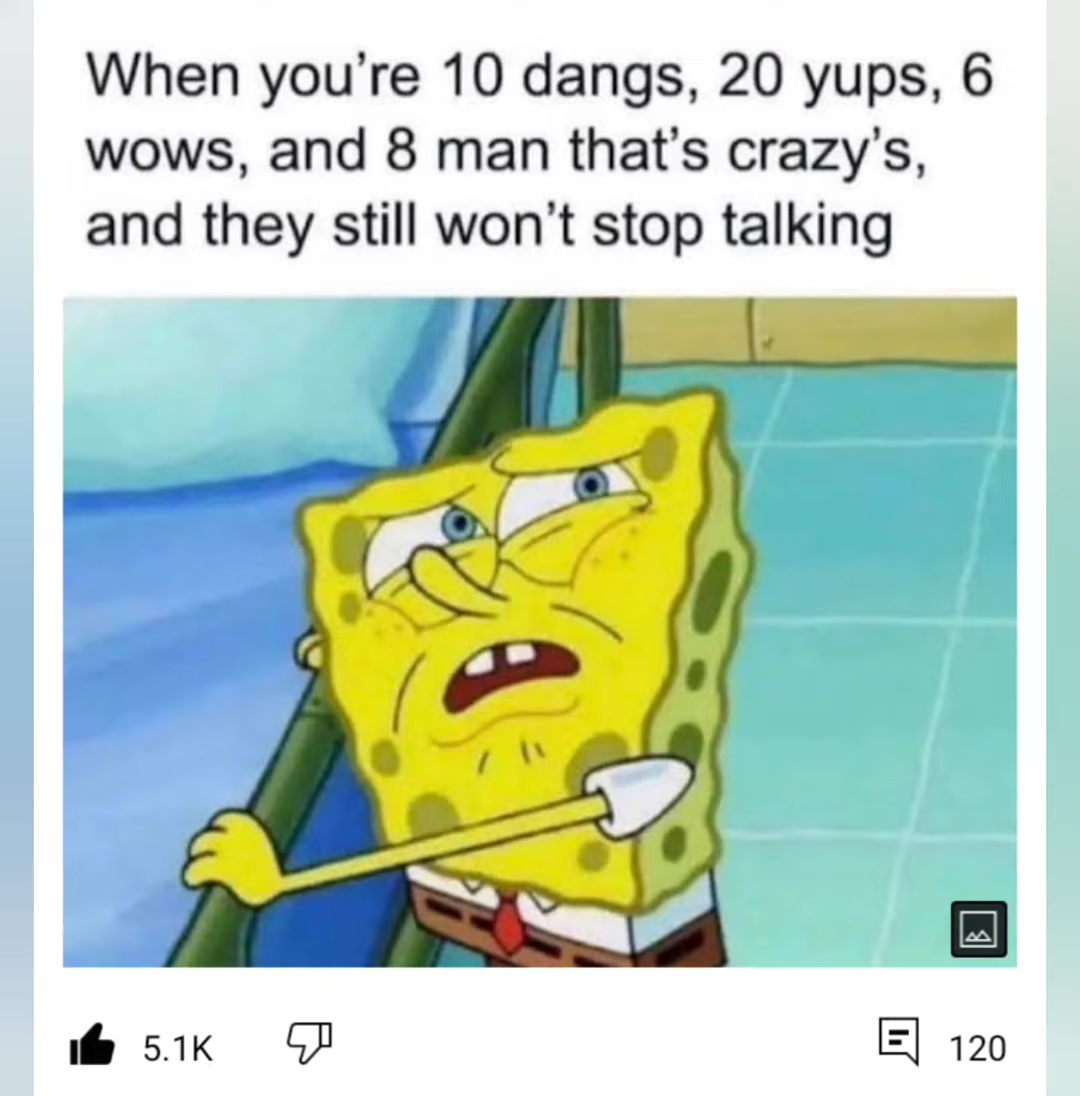 When you’re 10 dangs, 20 yups, 6
wows, and 8 man that’s crazy’s,
and they still won’t stop talking
5.1K
120